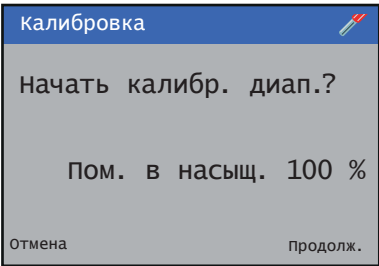 Калибровка
Начать калибр. диап.?
Пом. в насыщ. 100 %
Отмена Продолж.